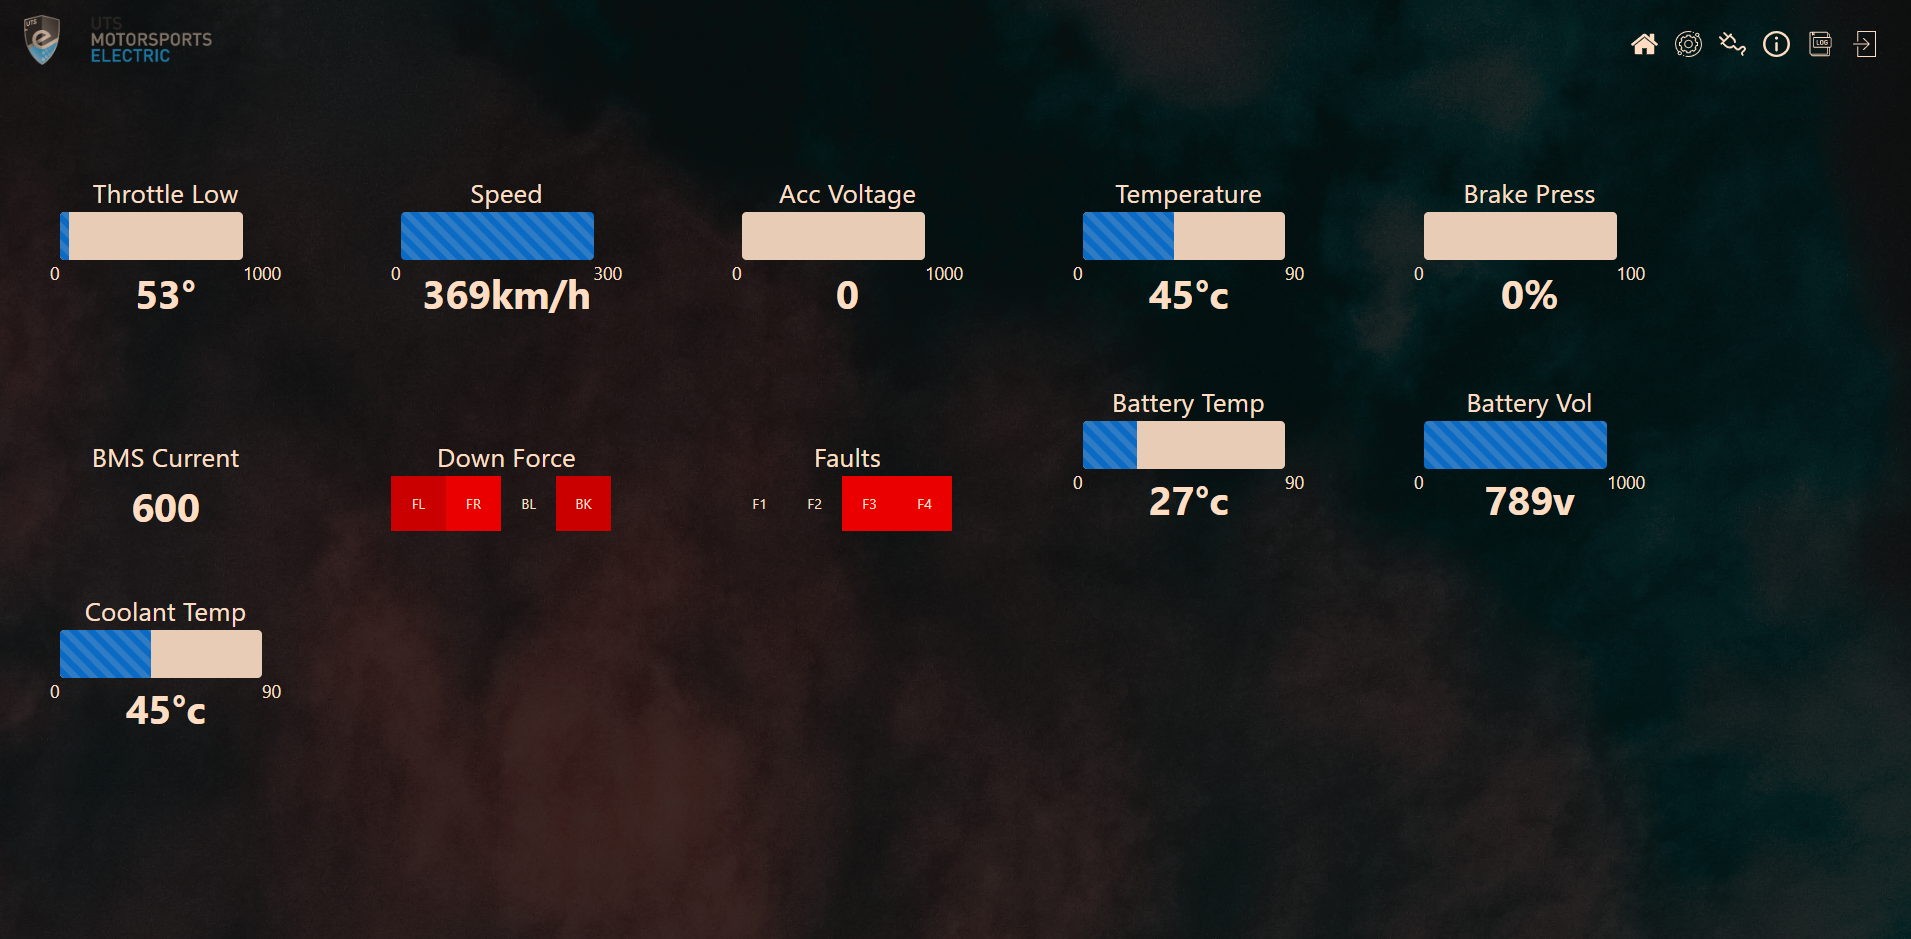 UTS
UTS
MOTORSPORTS
ELECTRIC
LOG
Throttle Low
0 1000
53°
Speed
0 300
369km/h
Acc Voltage
0 1000
0
Temperature
0 90
45°c
Brake Press
0 100
0%
BMS Current
600
Down Force
FL FR BL BK
Faults
F1 F2 F3 F4
Battery Temp
0 90
27°c
Battery Vol
0 1000
789v
Coolant Temp
0 90
45°c